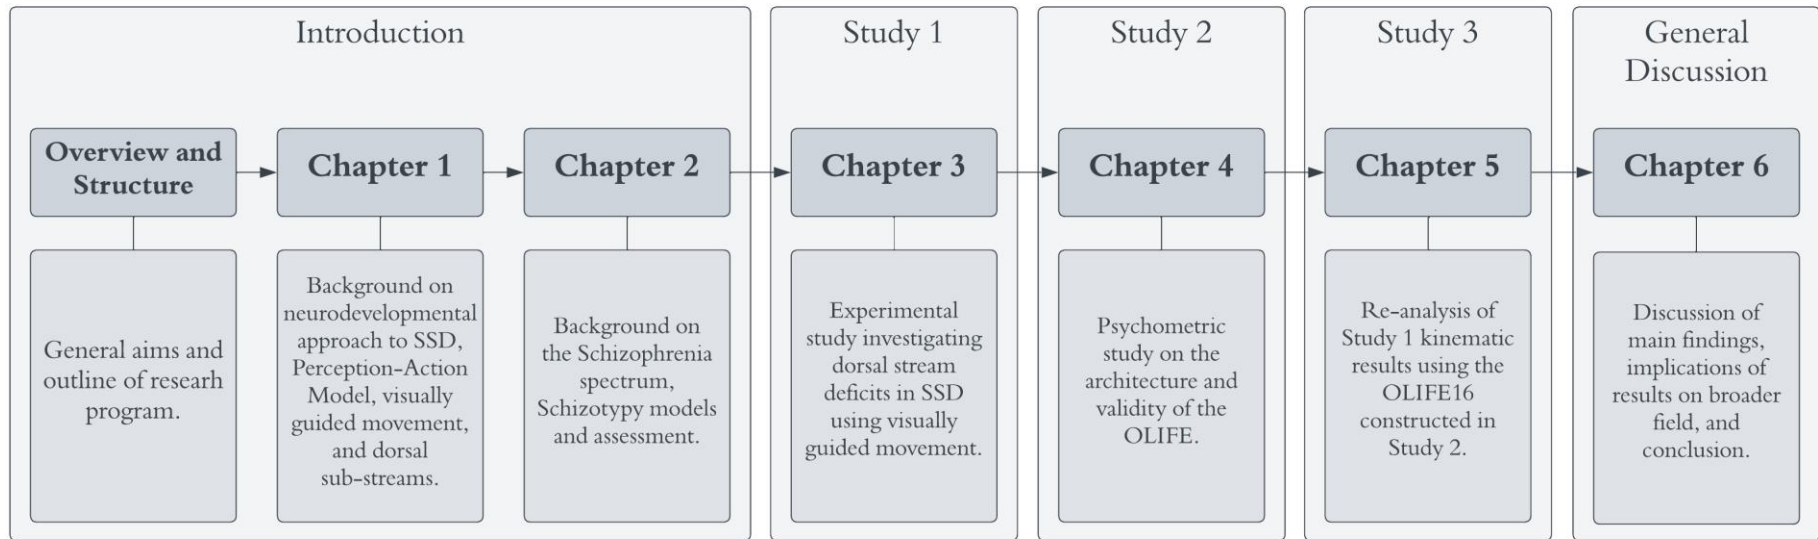 Introduction
Study 1
Study 2
Study 3
General
Discussion
Overview and
Structure
Chapter 1
Chapter 2
Chapter 3
Chapter 4
Chapter 5
Chapter 6
General aims and
outline of researh
program.
Background on
neurodevelopmental
approach to SSD,
Perception-Action
Model, visually
guided movement,
and dorsal
sub-streams.
Background on
the Schizophrenia
spectrum,
Schizotypy models
and assessment.
Experimental
study investigating
dorsal stream
deficits in SSD
using visually
guided movement.
Psychometric
study on the
architecture and
validity of the
OLIFE.
Re-analysis of
Study 1 kinematic
results using the
OLIFE16
constructed in
Study 2.
Discussion of
main findings,
implications of
results on broader
field, and
conclusion.